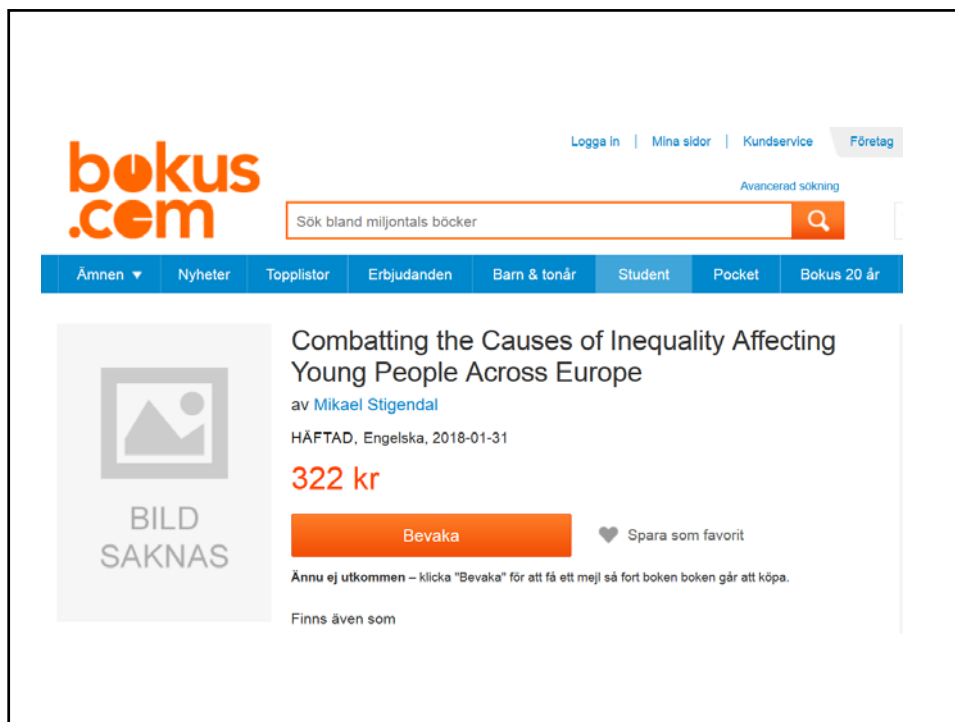 bokus
.com
Logga in | Mina sidor | Kundservice Företag
Avancerad sökning
Sök bland miljontals böcker
Ämnen ▼ Nyheter Topplistor Erbjudanden Barn & tonår Student Pocket Bokus 20 år
Combatting the Causes of Inequality Affecting
Young People Across Europe
av Mikael Stigendal
HÄFTAD, Engelska, 2018-01-31
322 kr
BILD
SAKNAS
Bevaka
Spara som favorit
Ännu ej utkommen – klicka "Bevaka" för att få ett mejl så fort boken boken går att köpa.
Finns även som